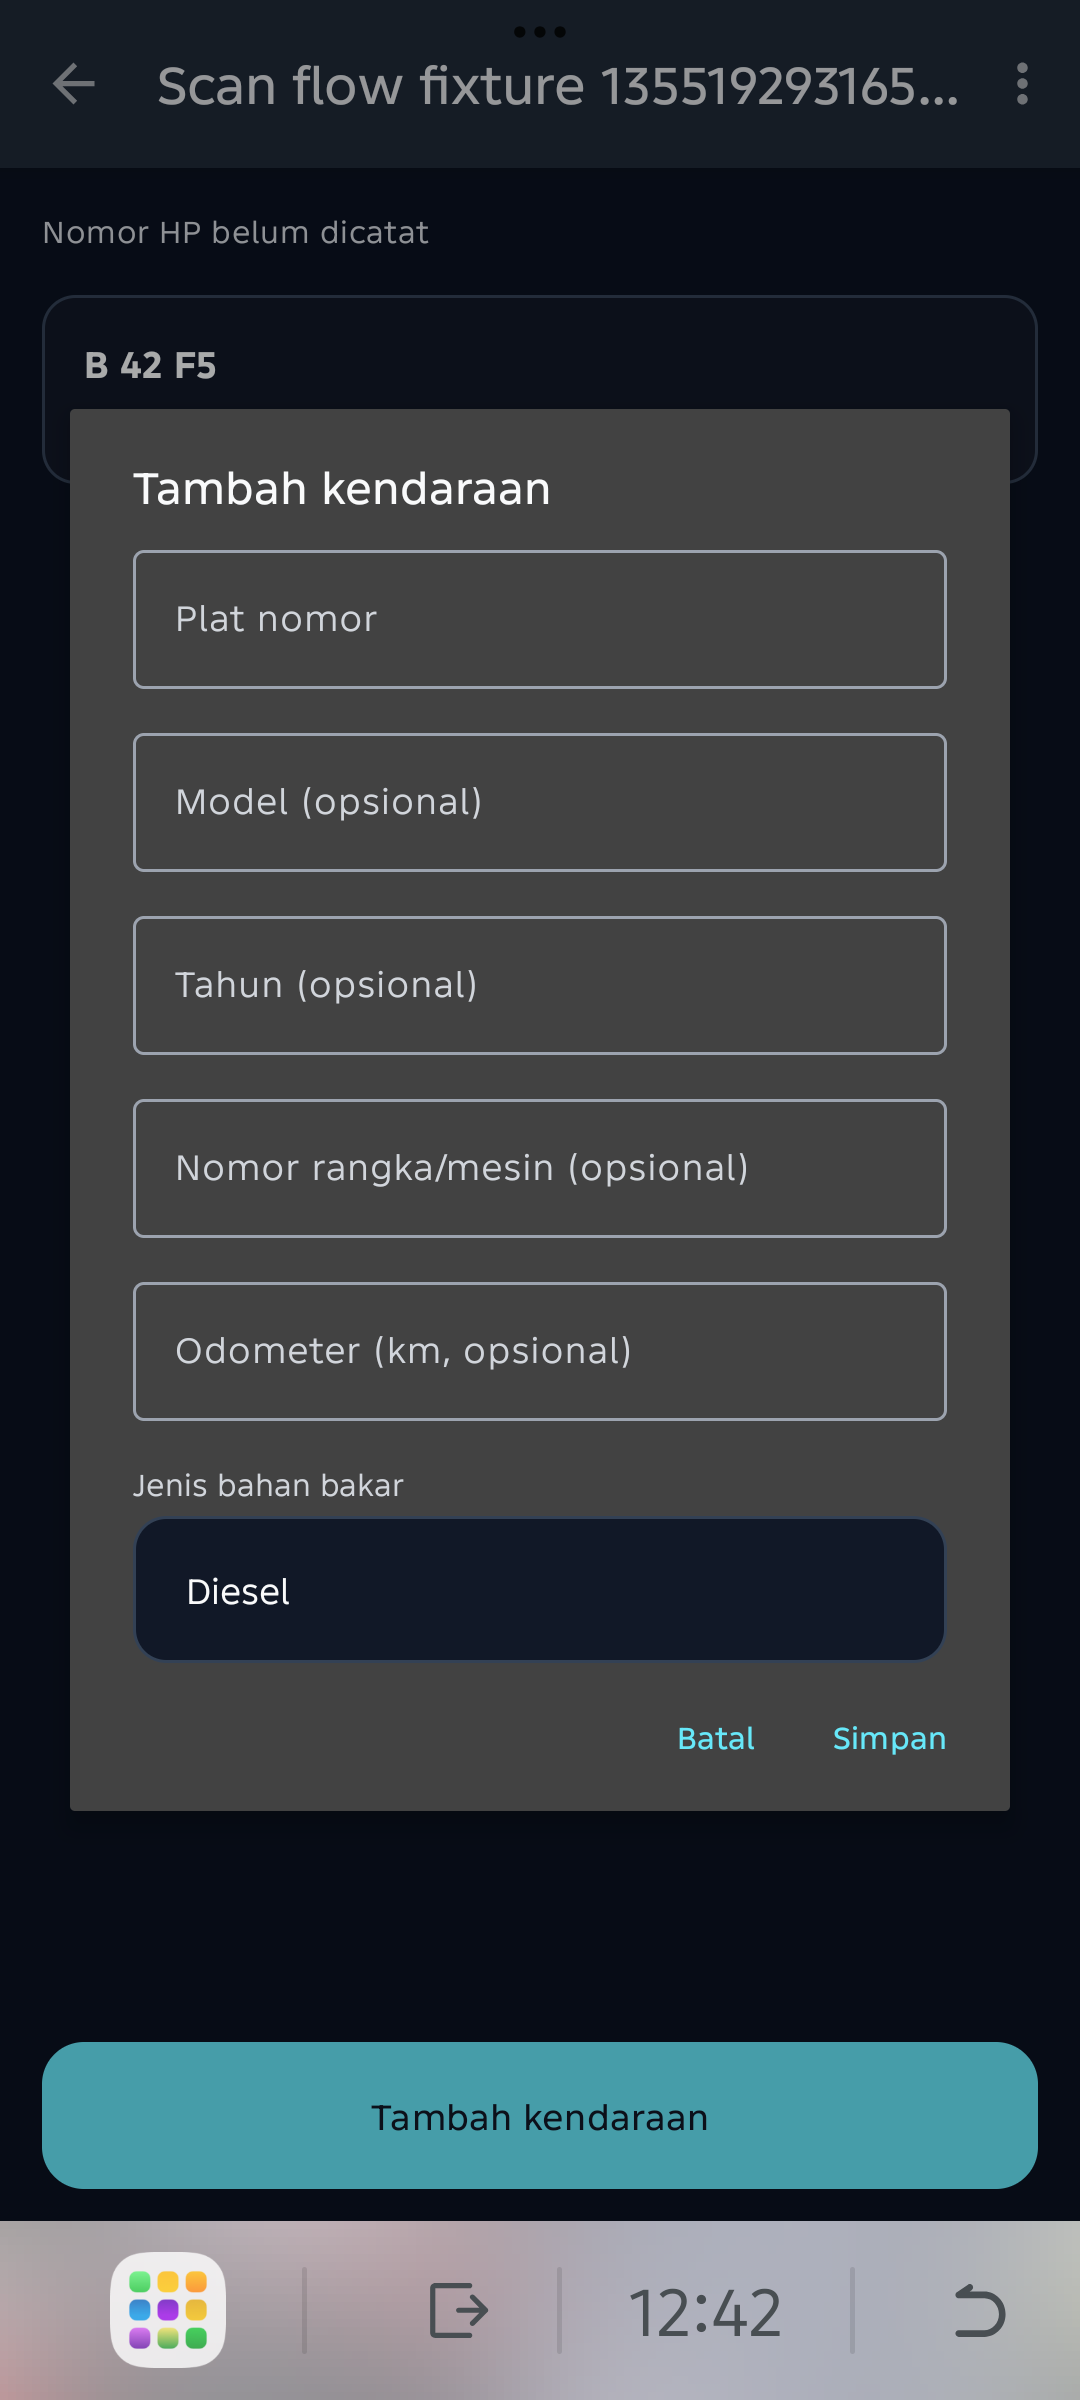 Scan flow fixture 135519293165...
Nomor HP belum dicatat
B 42 F5
Tambah kendaraan
Plat nomor
Model (opsional)
Tahun (opsional)
Nomor rangka/mesin (opsional)
Odometer (km, opsional)
Jenis bahan bakar
Diesel
Batal
Simpan
Tambah kendaraan
12:42